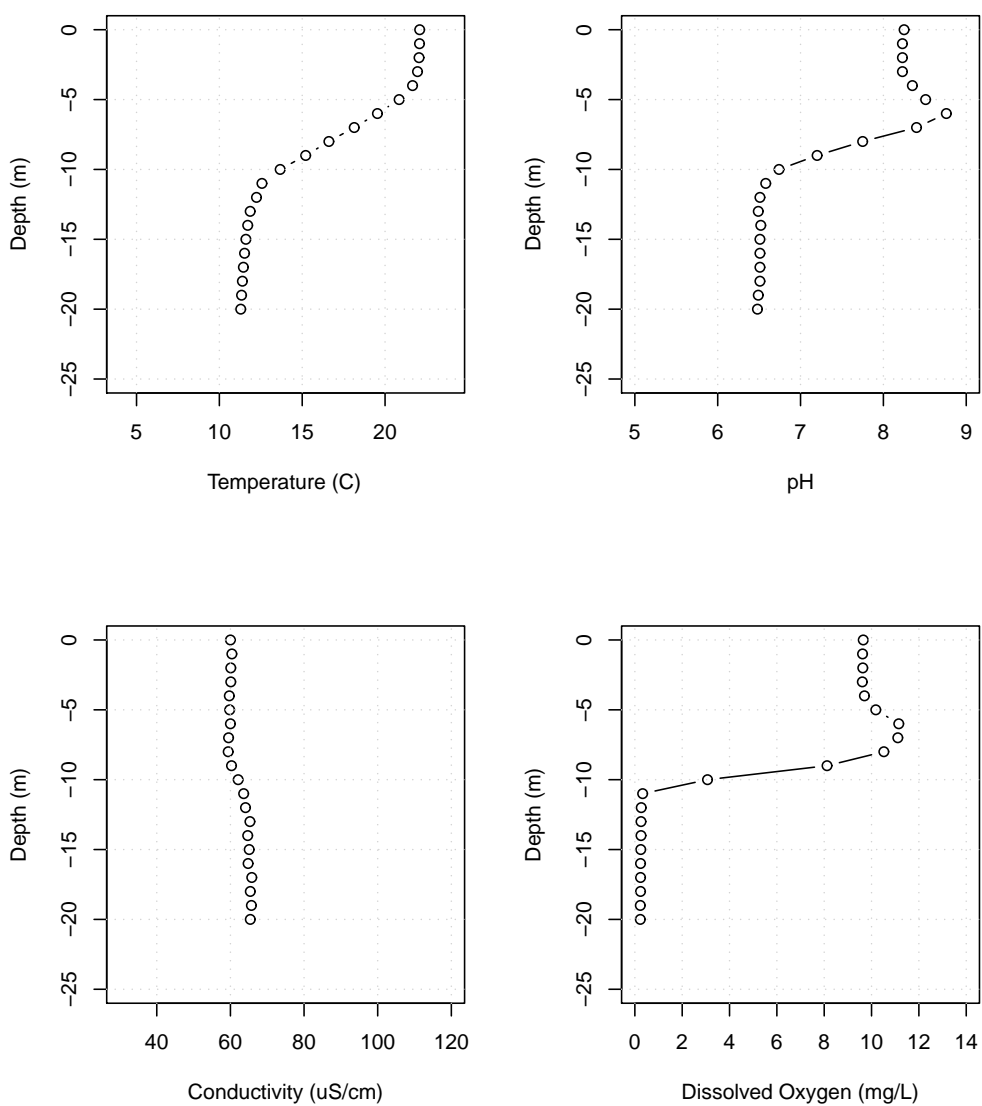 0
−5
−10
−15
−20
−25
Depth (m)
5 10 15 20
Temperature (C)
0
−5
−10
−15
−20
−25
Depth (m)
5 6 7 8 9
pH
0
−5
−10
−15
−20
−25
Depth (m)
40 60 80 100 120
Conductivity (uS/cm)
0
−5
−10
−15
−20
−25
Depth (m)
0 2 4 6 8 10 12 14
Dissolved Oxygen (mg/L)